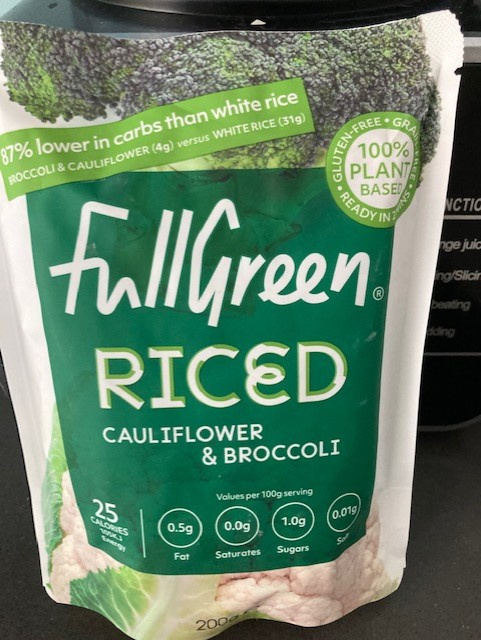 87% lower in carbs than white rice
BROCCOLI & CAULIFLOWER (4g) versus WHITE RICE (31g)
GLUTEN-FREE •
100%
PLANT
BASED
READY IN
FullGreen®
RICED
CAULIFLOWER
& BROCCOLI
Values per 100g serving
25
CALORIES
105KJ
Energy
0.5g
Fat
0.0g
Saturates
1.0g
Sugars
0.01g
200g